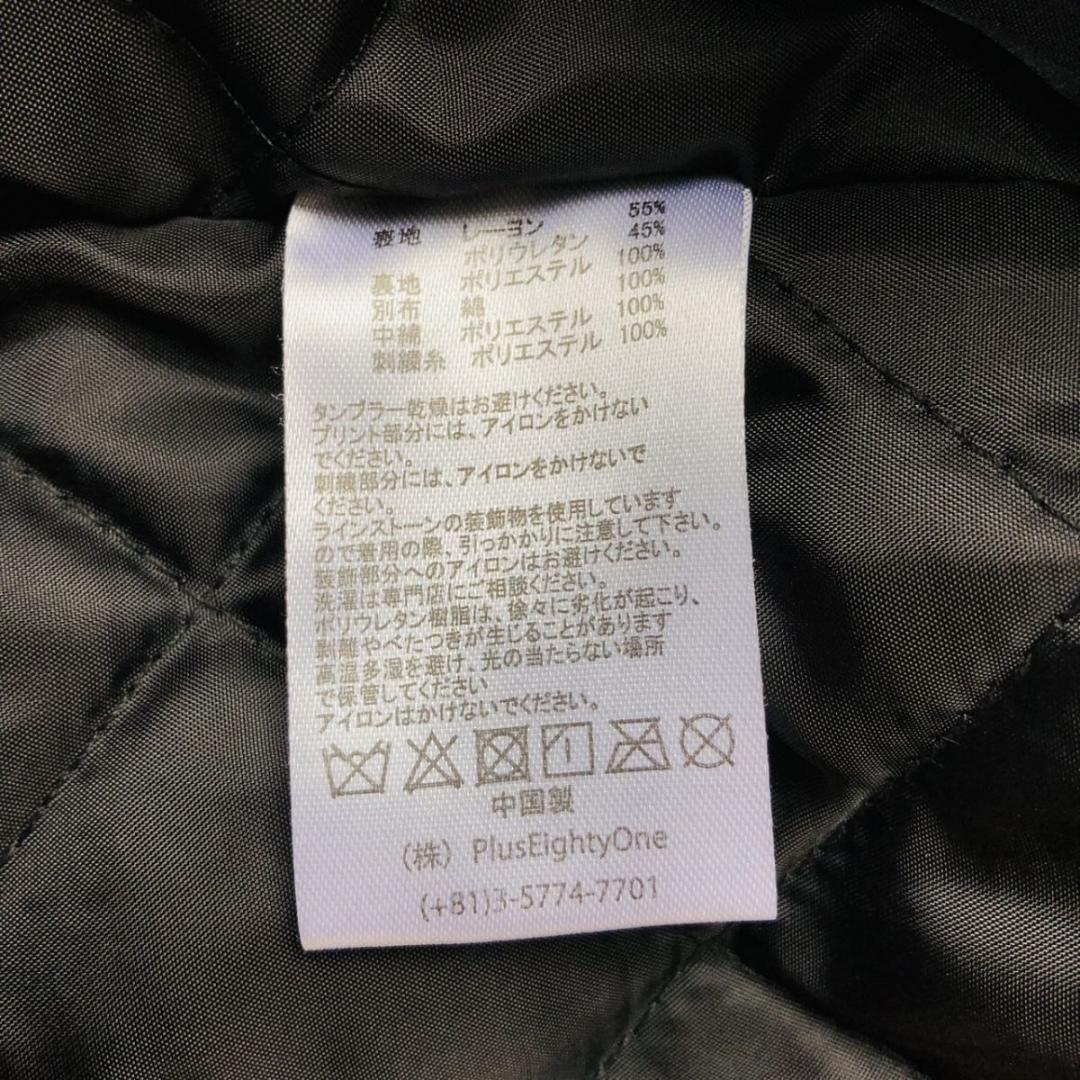 表地 レーヨン 55%
ポリウレタン 45%
裏地 ポリエステル 100%
別布 綿 100%
中綿 ポリエステル 100%
刺繍糸 ポリエステル 100%
タンブラー乾燥はお避けください。
プリント部分には、アイロンをかけない
でください。
刺繍部分には、アイロンをかけないで
ください。
ラインストーンの装飾物を使用しています
ので着用の際、引っかかりに注意して下さい。
装飾部分へのアイロンはお避けください。
洗濯は専門店にご相談ください。
ポリウレタン樹脂は、徐々に劣化が起こり、
剥離やべたつきが生じることがあります
高温多湿を避け、光の当たらない場所
で保管してください
アイロンはかけないでください。
中国製
（株）PlusEightyOne
(+81)3-5774-7701